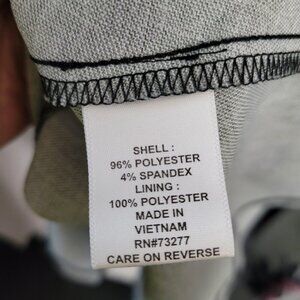 SHELL :
96% POLYESTER
4% SPANDEX
LINING :
100% POLYESTER
MADE IN
VIETNAM
RN#73277
CARE ON REVERSE